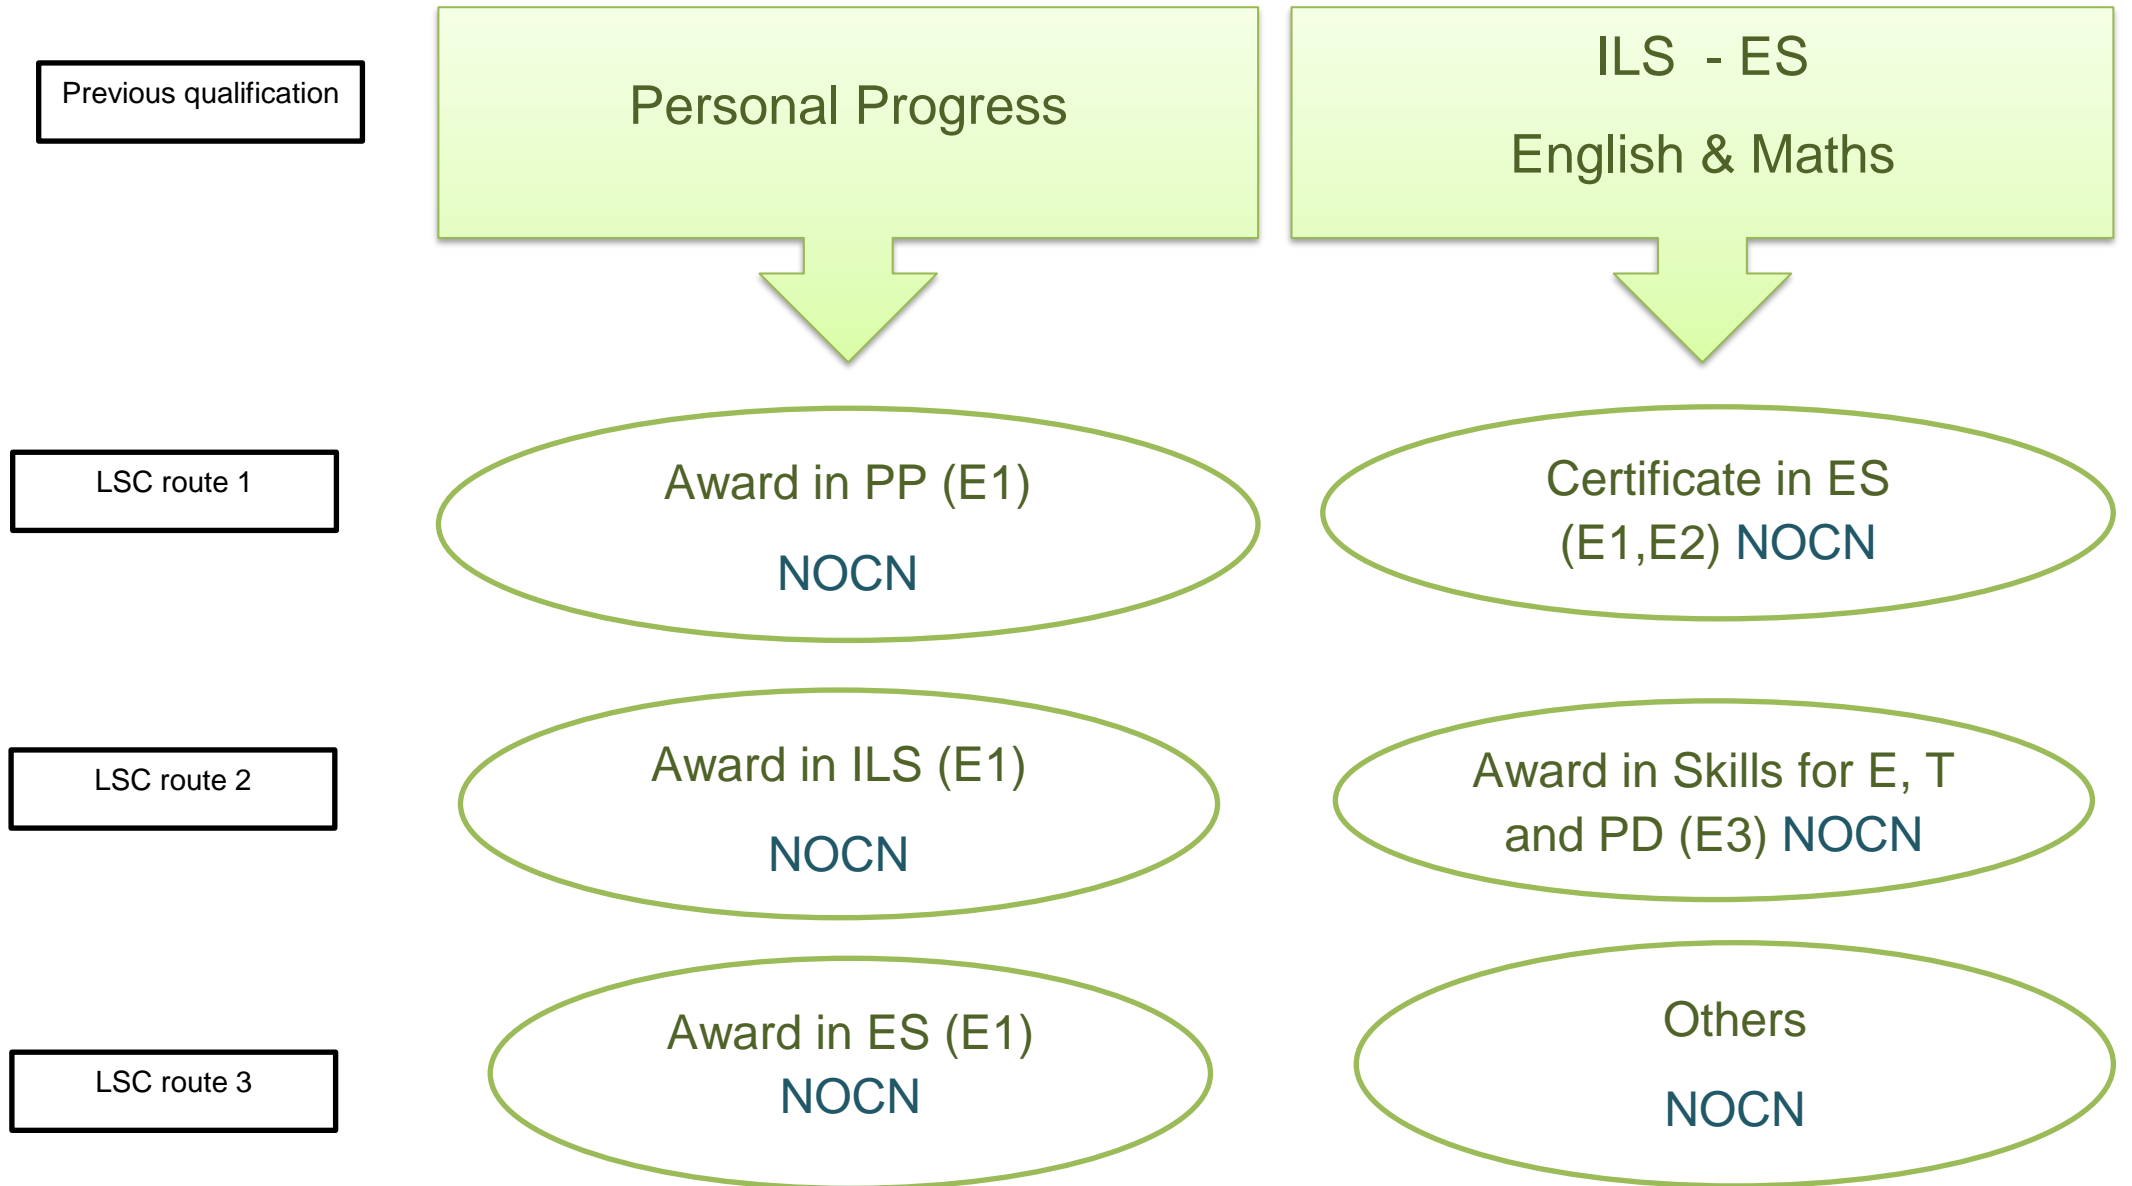 Previous qualification
Personal Progress
ILS  - ES
English & Maths
LSC route 1
Award in PP (E1)
NOCN
Certificate in ES
(E1,E2) NOCN
LSC route 2
Award in ILS (E1)
NOCN
Award in Skills for E, T
and PD (E3) NOCN
LSC route 3
Award in ES (E1)
NOCN
Others
NOCN